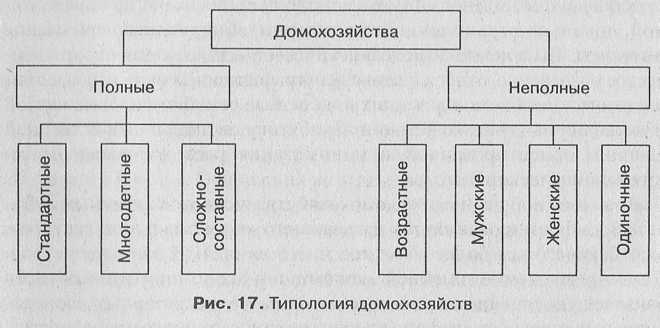 Домохозяйства
Полные
Неполные
Стандартные
Многодетные
Сложно-
составные
Возрастные
Мужские
Женские
Одиночные
Рис. 17. Типология домохозяйств